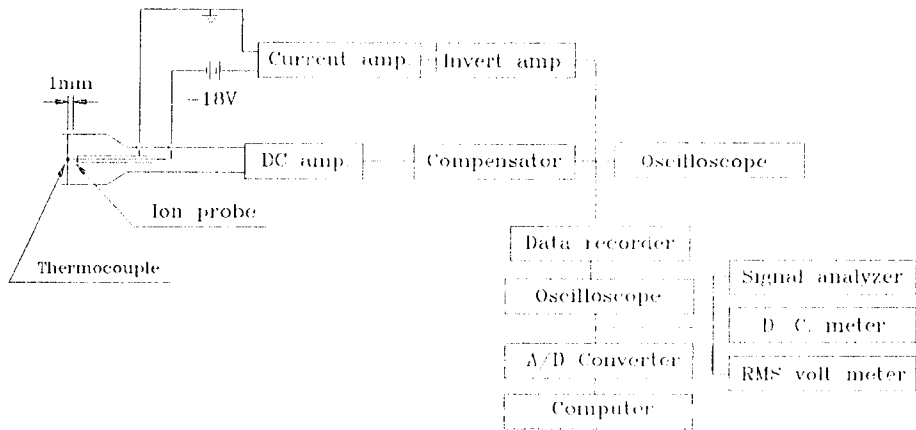 Current amp.
Invert amp
1mm
-18V
DC amp.
Compensator
Oscilloscope
Ion probe
Thermocouple
Data recorder
Oscilloscope
A/D Converter
Computer
Signal analyzer
D. C. meter
RMS volt meter